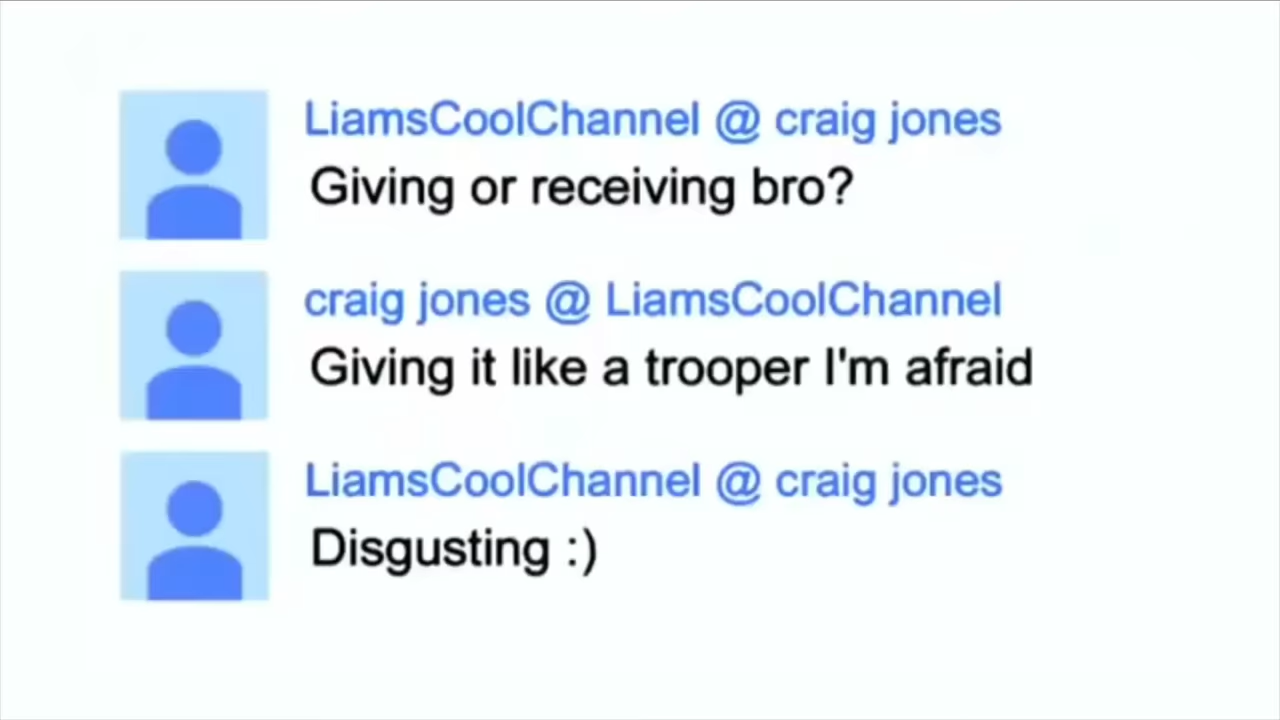 LiamsCoolChannel @ craig jones
Giving or receiving bro?
craig jones @ LiamsCoolChannel
Giving it like a trooper I'm afraid
LiamsCoolChannel @ craig jones
Disgusting :)